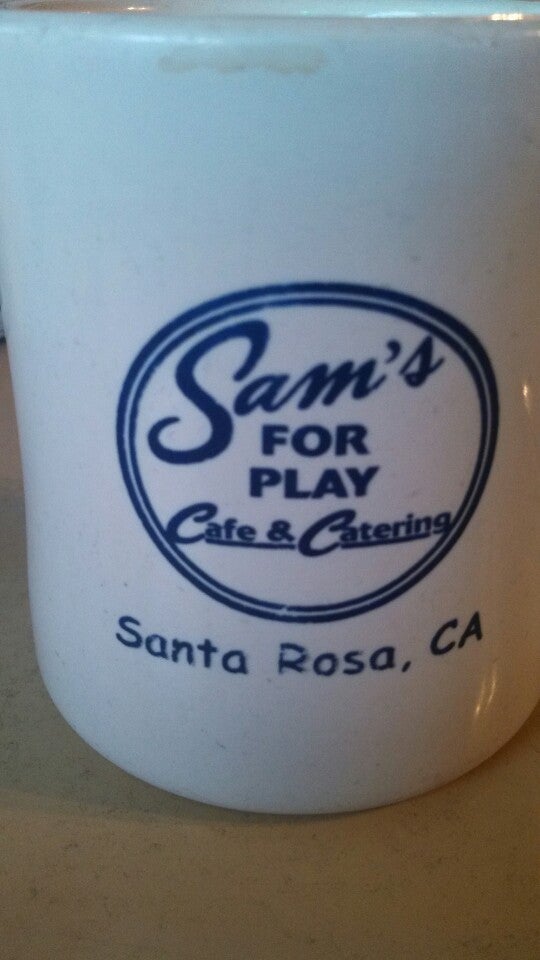 Sam's
FOR
PLAY
Cafe & Catering
Santa Rosa, CA